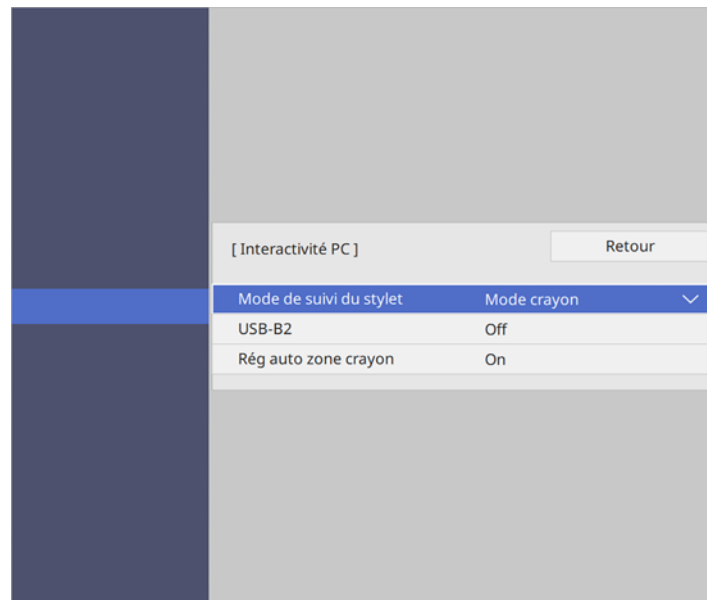 [ Interactivité PC ] Retour
Mode de suivi du stylet Mode crayon
USB-B2 Off
Rég auto zone crayon On